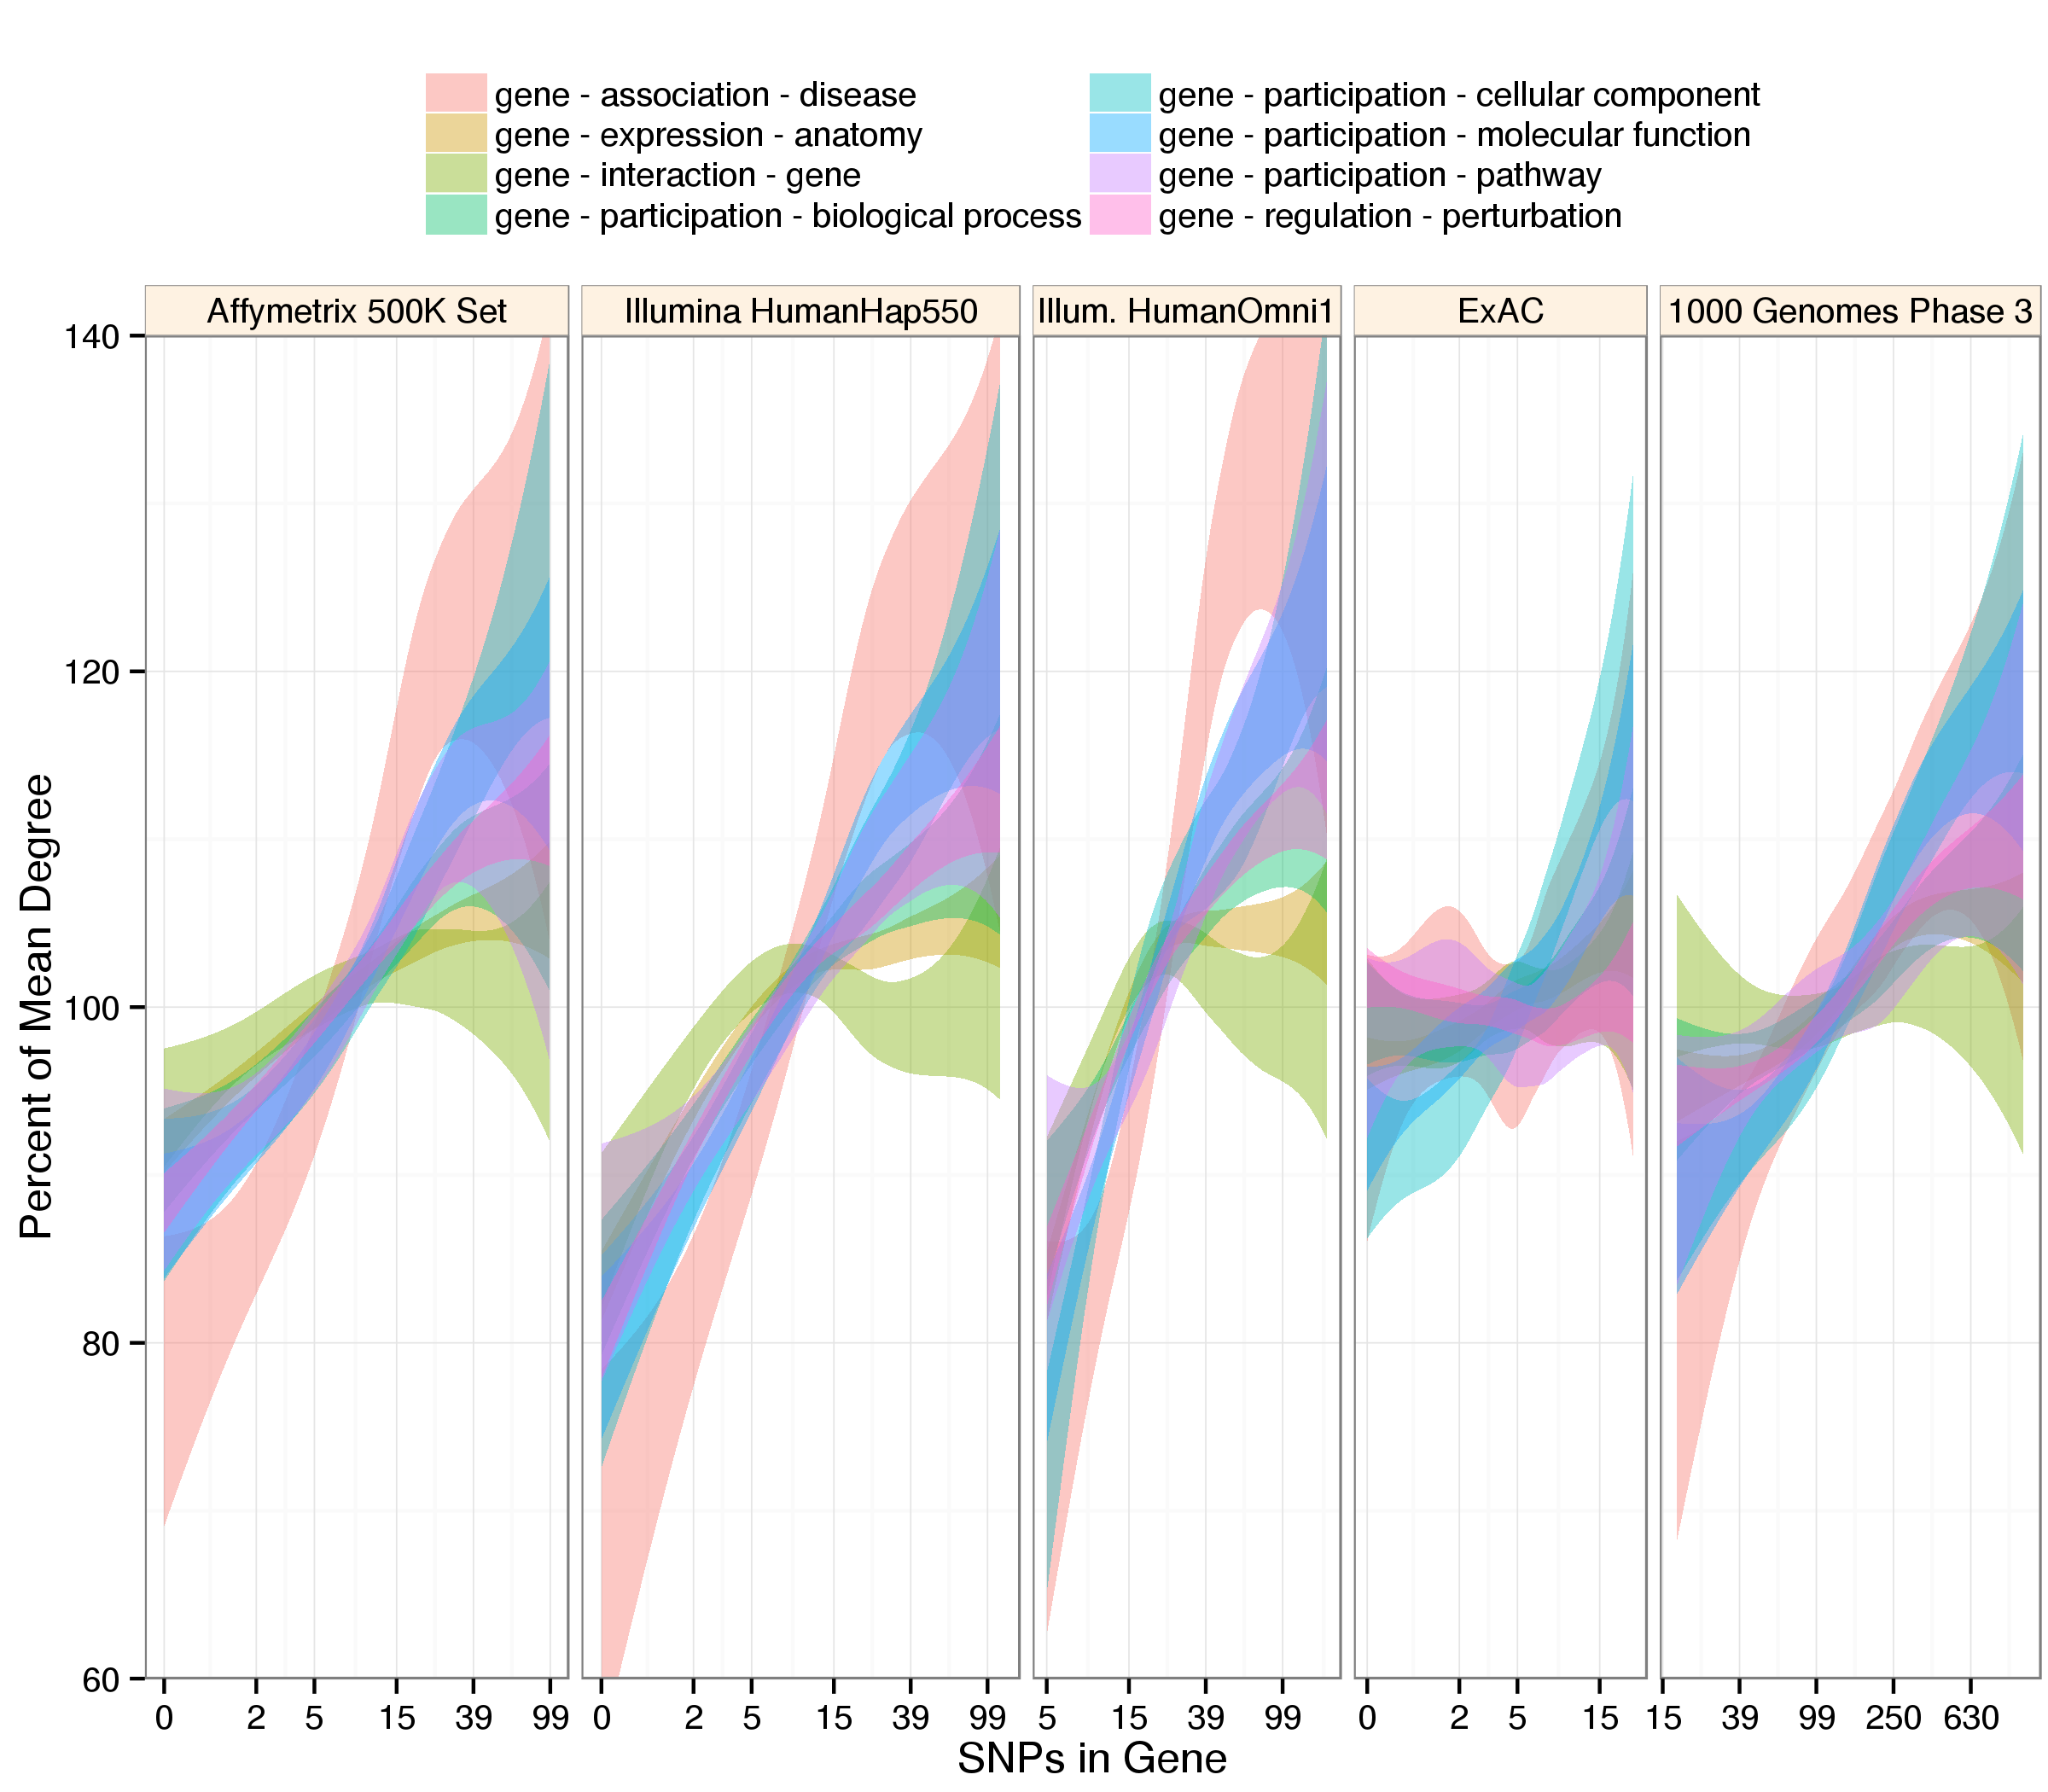 gene - association - disease
gene - expression - anatomy
gene - interaction - gene
gene - participation - biological process
gene - participation - cellular component
gene - participation - molecular function
gene - participation - pathway
gene - regulation - perturbation
Affymetrix 500K Set
Illumina HumanHap550
Illum. HumanOmni1
ExAC
1000 Genomes Phase 3
Percent of Mean Degree
140
120
100
80
60
0 2 5 15 39 99
0 2 5 15 39 99
5 15 39 99
0 2 5 15
15 39 99 250 630
SNPs in Gene